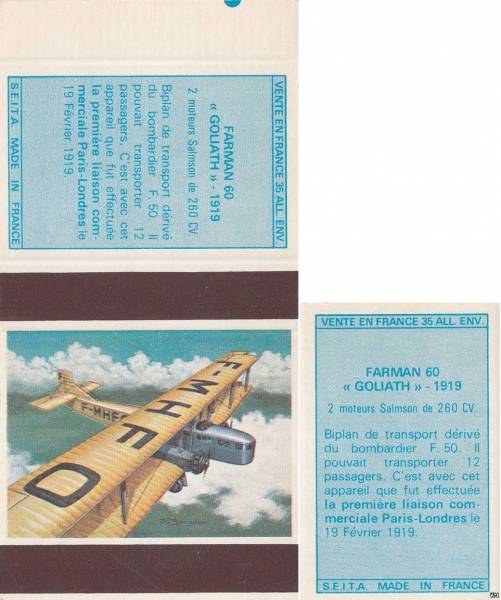 VENTE EN FRANCE 35 ALL. ENV.
FARMAN 60
« GOLIATH » - 1919
2 moteurs Salmson de 260 CV.
Biplan de transport dérivé
du bombardier F. 50. Il
pouvait transporter 12
passagers. C'est avec cet
appareil que fut effectuée
la première liaison com-
merciale Paris-Londres le
19 Février 1919.
S.E.I.T.A. MADE IN FRANCE
F-MHFO
F-MHF
VENTE EN FRANCE 35 ALL. ENV.
FARMAN 60
« GOLIATH » - 1919
2 moteurs Salmson de 260 CV.
Biplan de transport dérivé
du bombardier F. 50. Il
pouvait transporter 12
passagers. C'est avec cet
appareil que fut effectuée
la première liaison com-
merciale Paris-Londres le
19 Février 1919.
S.E.I.T.A. MADE IN FRANCE